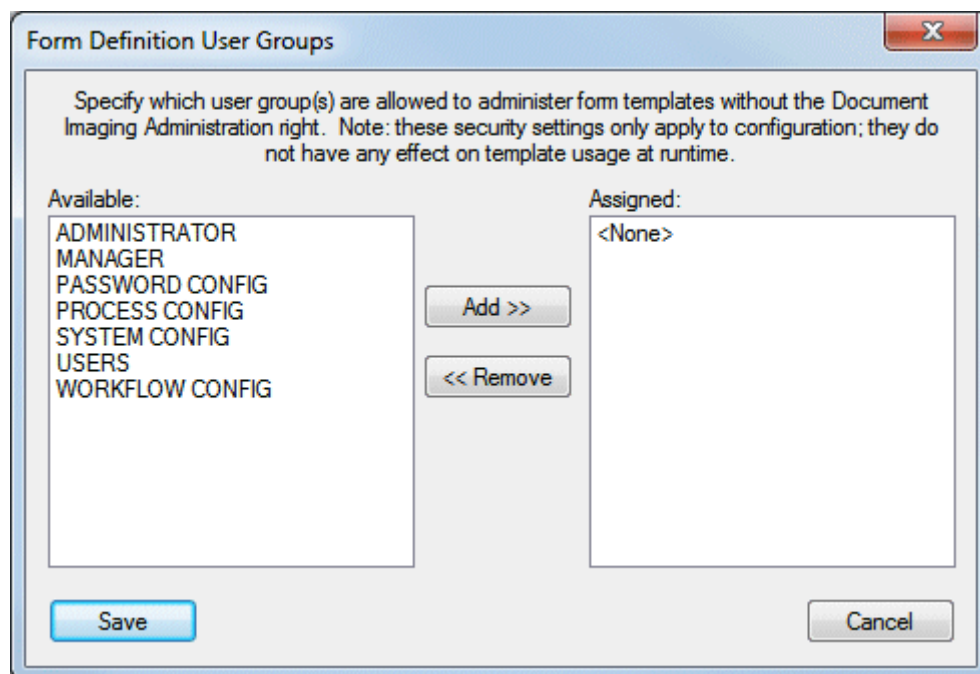 Form Definition User Groups
Specify which user group(s) are allowed to administer form templates without the Document
Imaging Administration right.  Note: these security settings only apply to configuration; they do
not have any effect on template usage at runtime.
Available:
ADMINISTRATOR
MANAGER
PASSWORD CONFIG
PROCESS CONFIG
SYSTEM CONFIG
USERS
WORKFLOW CONFIG
Add >>
<< Remove
Assigned:
<None>
Save
Cancel